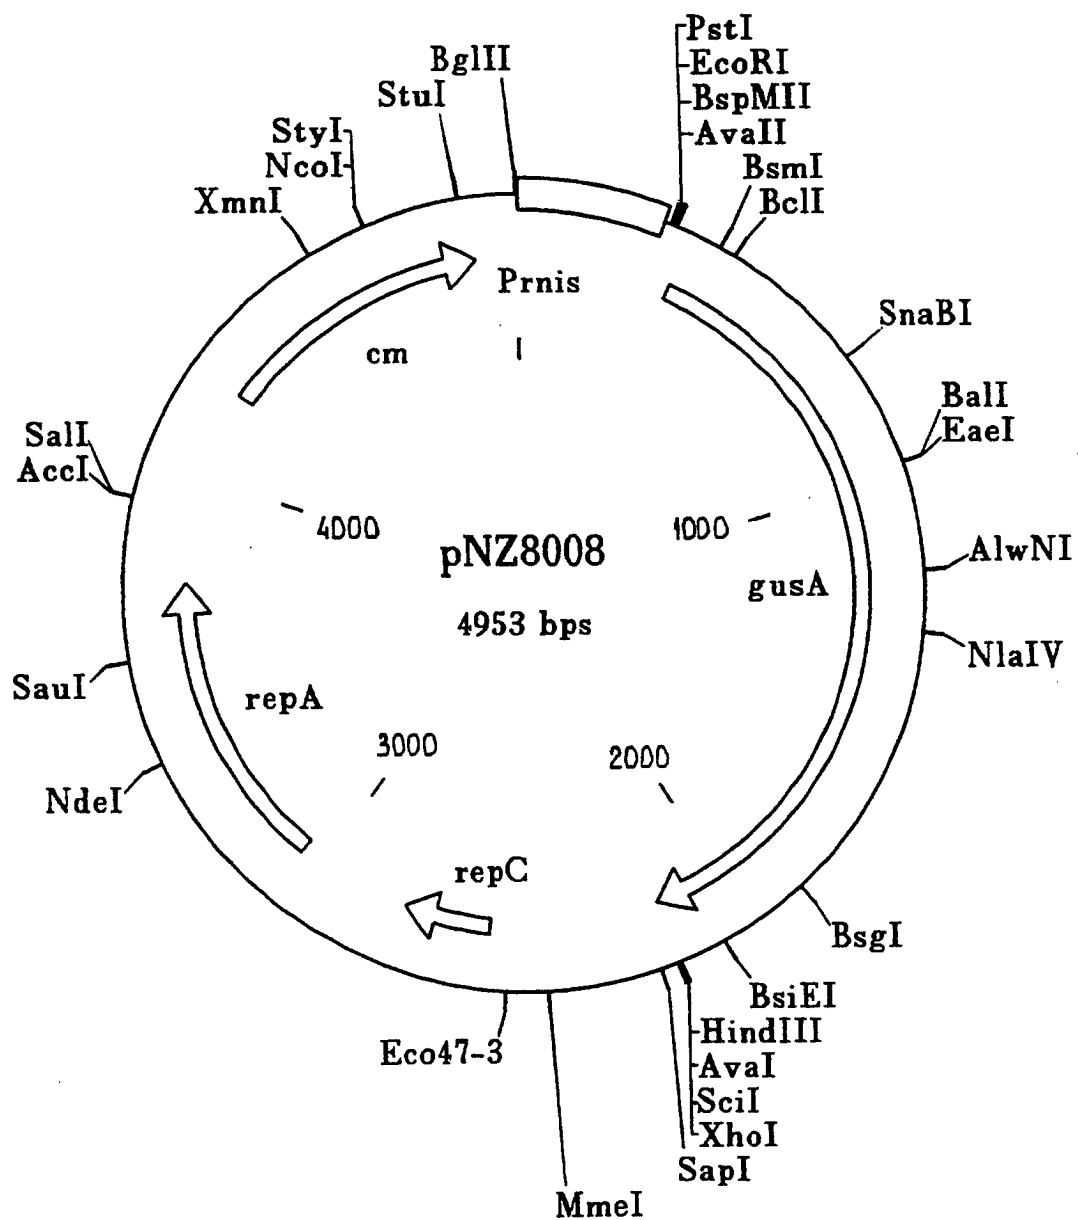 PstI
EcoRI
BspMII
AvaII
BsmI
BclI
BglII
StuI
StyI
NcoI
XmnI
Prnis
cm
SnaBI
BalI
EaeI
SalI
AccI
4000
1000
pNZ8008
4953 bps
gusA
AlwNI
NlaIV
SauI
repA
3000
2000
NdeI
repC
BsgI
BsiEI
Eco47-3
HindIII
AvaI
SciI
XhoI
SapI
MmeI